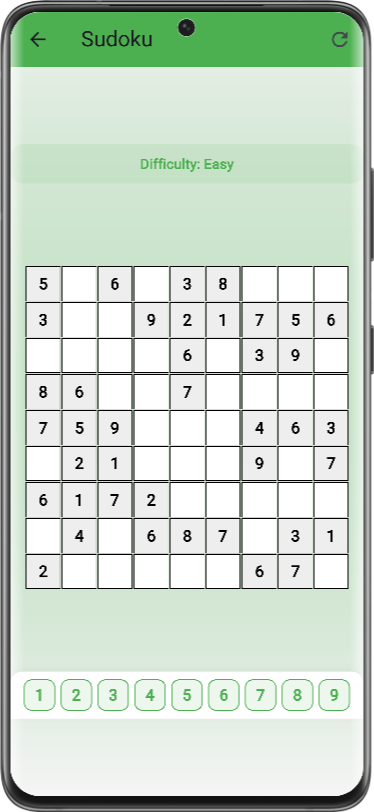 Sudoku
Difficulty: Easy
5 6 3 8
3 9 2 1 7 5 6
6 3 9
8 6 7
7 5 9 4 6 3
2 1 9 7
6 1 7 2
4 6 8 7 3 1
2 6 7
1 2 3 4 5 6 7 8 9